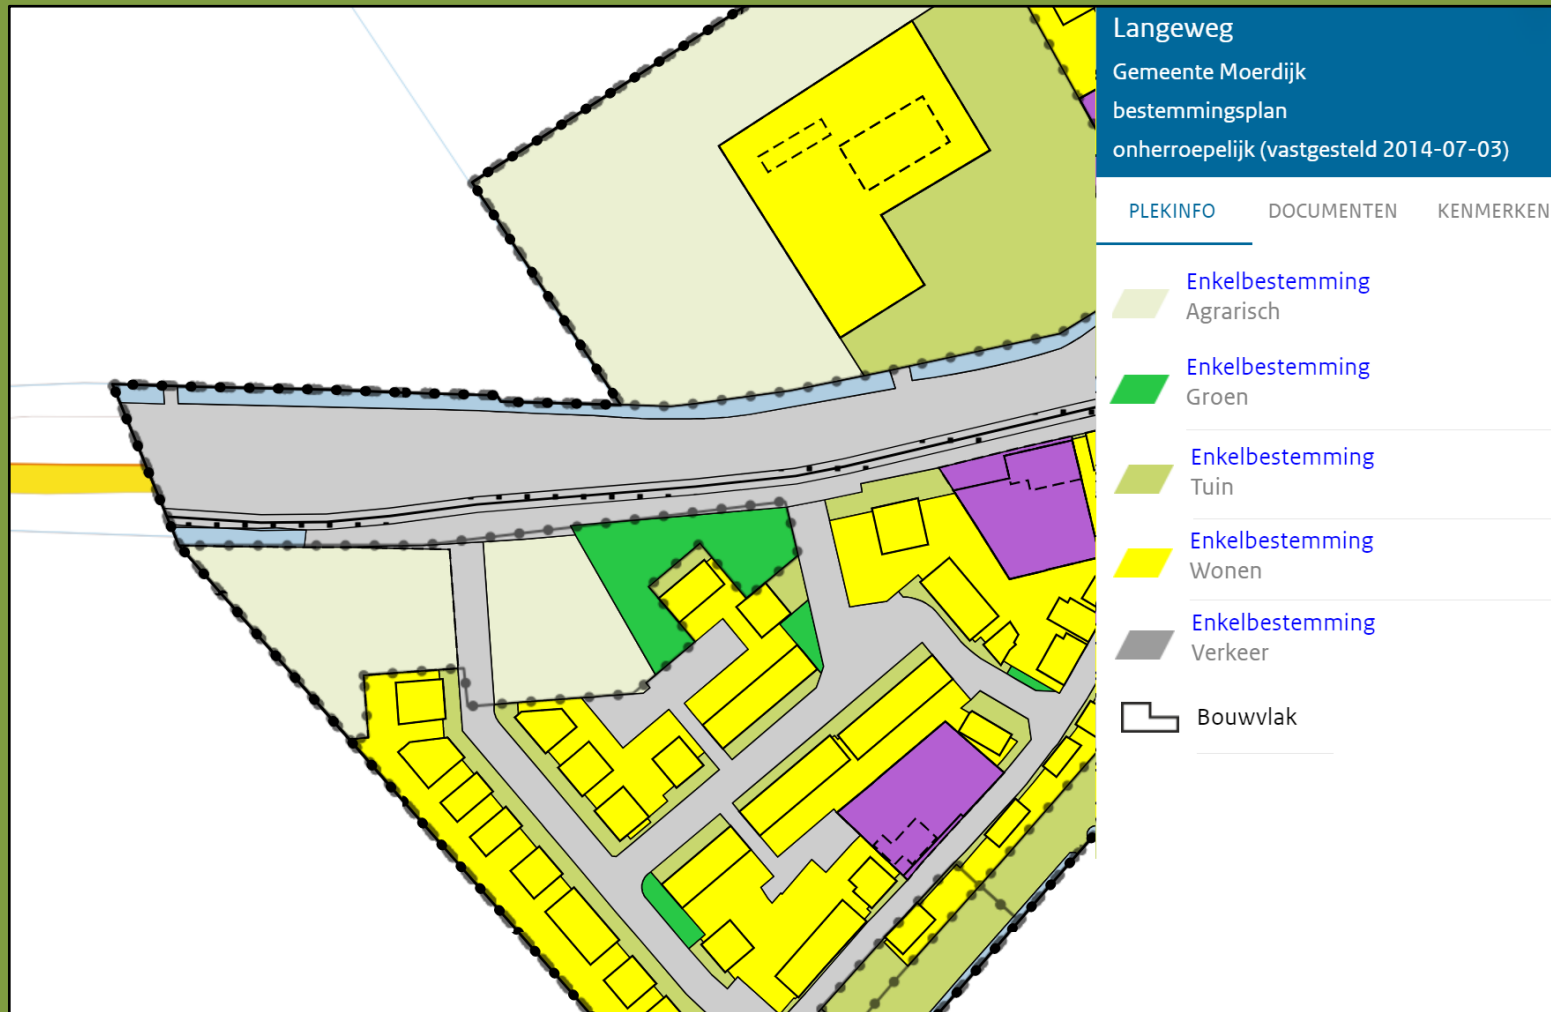 Langeweg
Gemeente Moerdijk
bestemmingsplan
onherroepelijk (vastgesteld 2014-07-03)
PLEKINFO DOCUMENTEN KENMERKEN
Enkelbestemming
Agrarisch
Enkelbestemming
Groen
Enkelbestemming
Tuin
Enkelbestemming
Wonen
Enkelbestemming
Verkeer
Bouwvlak